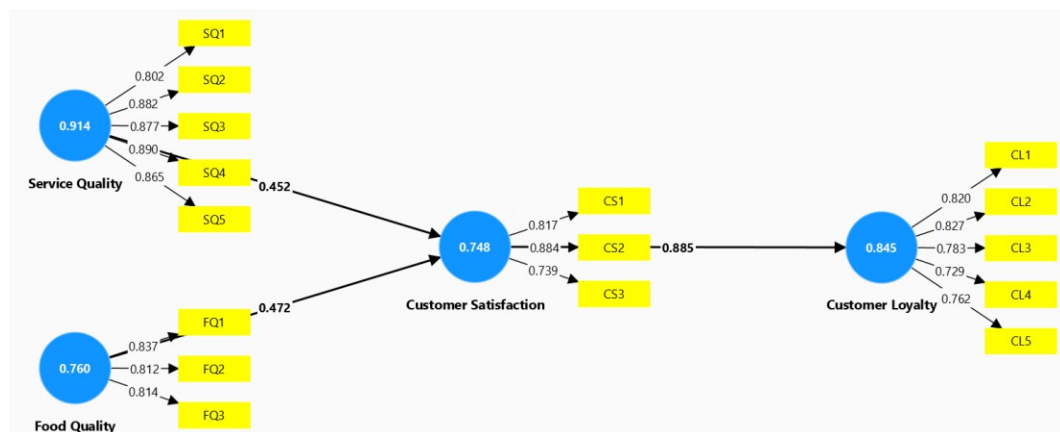 SQ1
0.802
SQ2
0.882
0.914
0.877
SQ3
0.890
SQ4
Service Quality
0.865
0.452
SQ5
CS1
0.817
0.748
0.884
CS2
0.885
0.739
CS3
Customer Satisfaction
CL1
0.820
CL2
0.827
0.845
0.783
CL3
0.729
CL4
Customer Loyalty
0.762
CL5
0.472
FQ1
0.837
0.760
0.812
FQ2
0.814
FQ3
Food Quality